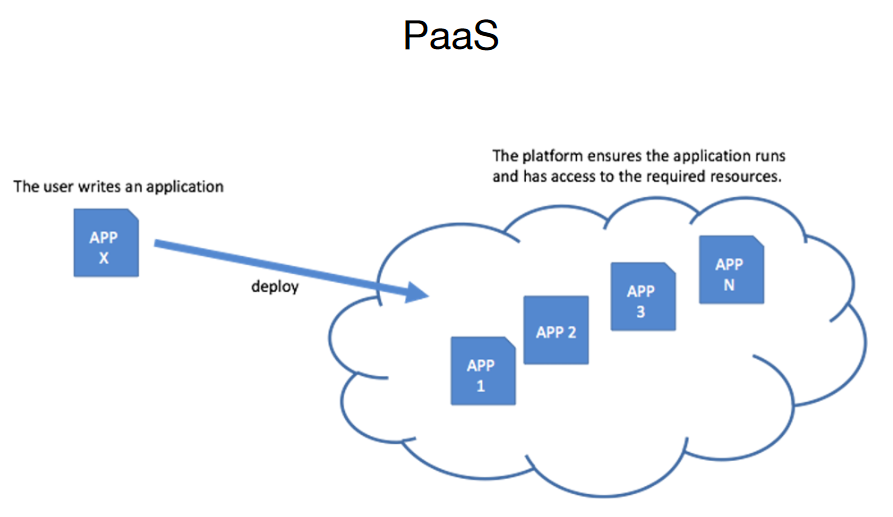 PaaS
The platform ensures the application runs
and has access to the required resources.
The user writes an application
APP
X
deploy
APP
1
APP 2
APP
3
APP
N